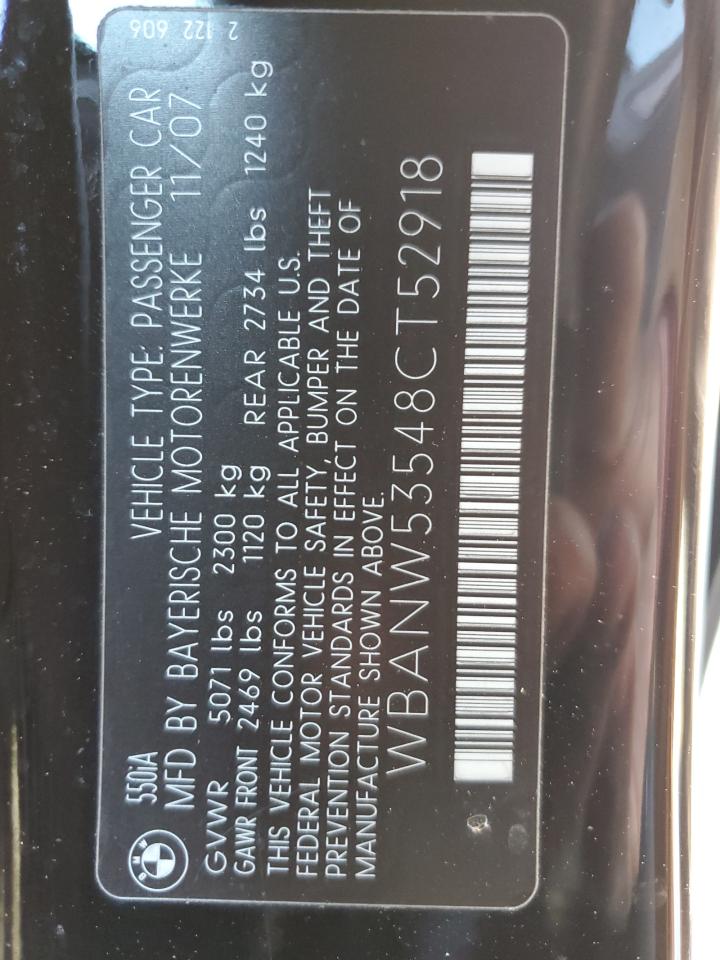 2 122 606
550iA VEHICLE TYPE: PASSENGER CAR
MFD BY BAYERISCHE MOTORENWERKE 11/07
GVWR 5071 lbs 2300 kg
GAWR FRONT 2469 lbs 1120 kg REAR 2734 lbs 1240 kg
THIS VEHICLE CONFORMS TO ALL APPLICABLE U.S.
FEDERAL MOTOR VEHICLE SAFETY, BUMPER AND THEFT
PREVENTION STANDARDS IN EFFECT ON THE DATE OF
MANUFACTURE SHOWN ABOVE.
WBANW53548CT52918
BMW